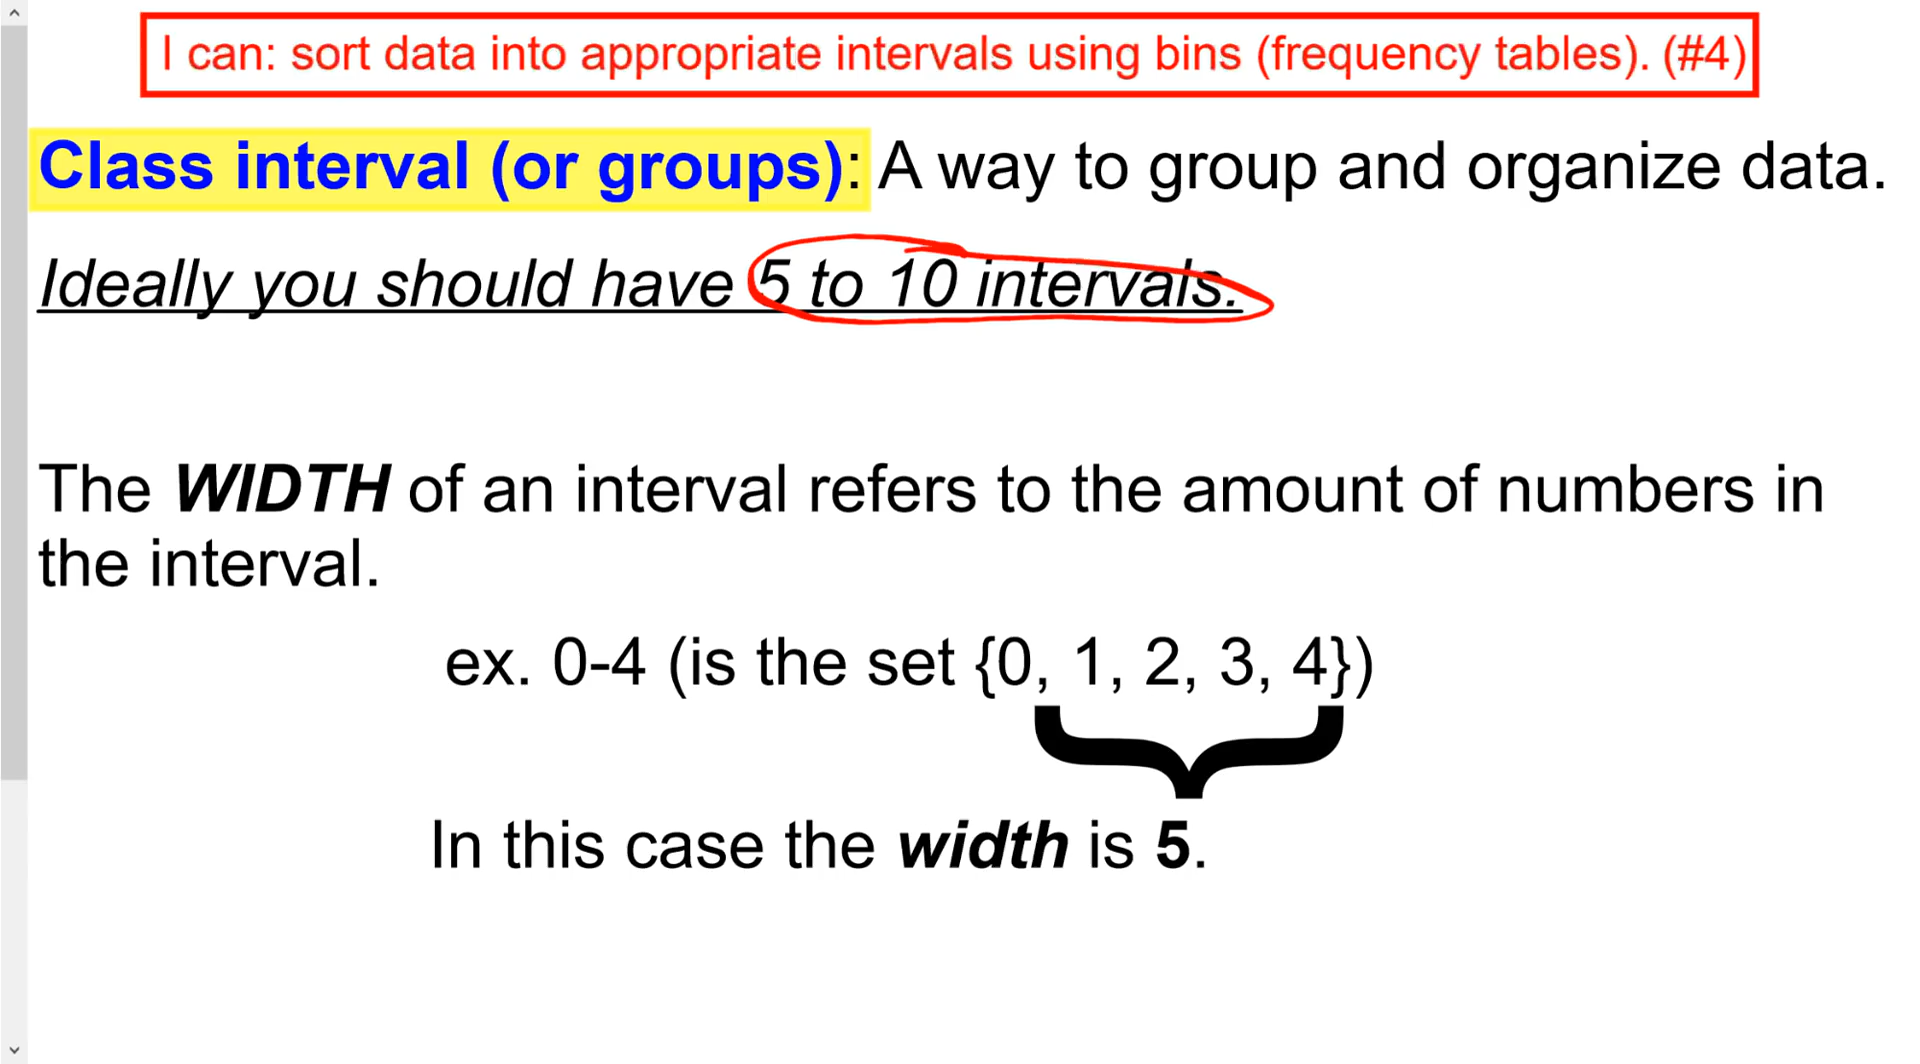 I can: sort data into appropriate intervals using bins (frequency tables). (#4)
Class interval (or groups): A way to group and organize data.
Ideally you should have 5 to 10 intervals.
The WIDTH of an interval refers to the amount of numbers in
the interval.
ex. 0-4 (is the set {0, 1, 2, 3, 4})
In this case the width is 5.